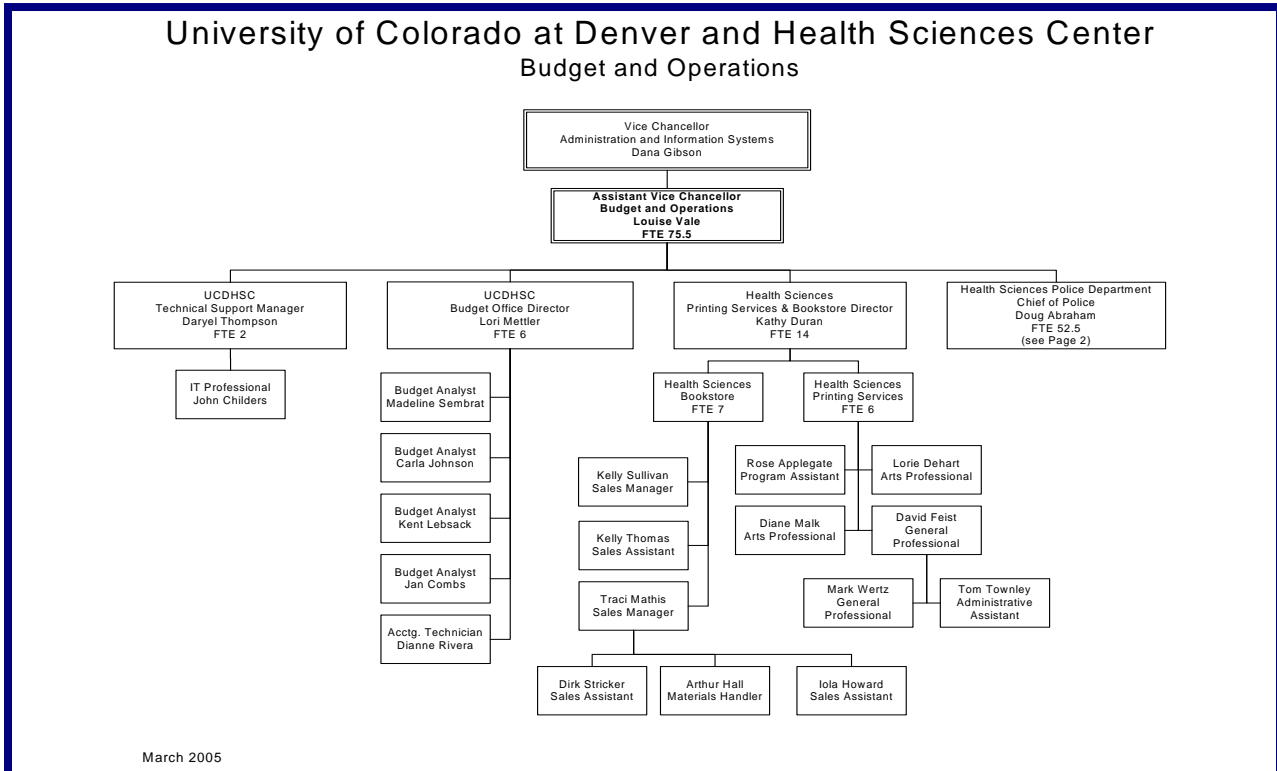 University of Colorado at Denver and Health Sciences Center
Budget and Operations
Vice Chancellor
Administration and Information Systems
Dana Gibson
Assistant Vice Chancellor
Budget and Operations
Louise Vale
FTE 75.5
UCDHSC
Technical Support Manager
Daryel Thompson
FTE 2
UCDHSC
Budget Office Director
Lori Mettler
FTE 6
Health Sciences
Printing Services & Bookstore Director
Kathy Duran
FTE 14
Health Sciences Police Department
Chief of Police
Doug Abraham
FTE 52.5
(see Page 2)
IT Professional
John Childers
Budget Analyst
Madeline Sembrat
Budget Analyst
Carla Johnson
Budget Analyst
Kent Lebsack
Budget Analyst
Jan Combs
Acctg. Technician
Dianne Rivera
Health Sciences
Bookstore
FTE 7
Health Sciences
Printing Services
FTE 6
Kelly Sullivan
Sales Manager
Kelly Thomas
Sales Assistant
Traci Mathis
Sales Manager
Dirk Stricker
Sales Assistant
Arthur Hall
Materials Handler
Iola Howard
Sales Assistant
Rose Applegate
Program Assistant
Lorie Dehart
Arts Professional
Diane Malk
Arts Professional
David Feist
General
Professional
Mark Wertz
General
Professional
Tom Townley
Administrative
Assistant
March 2005